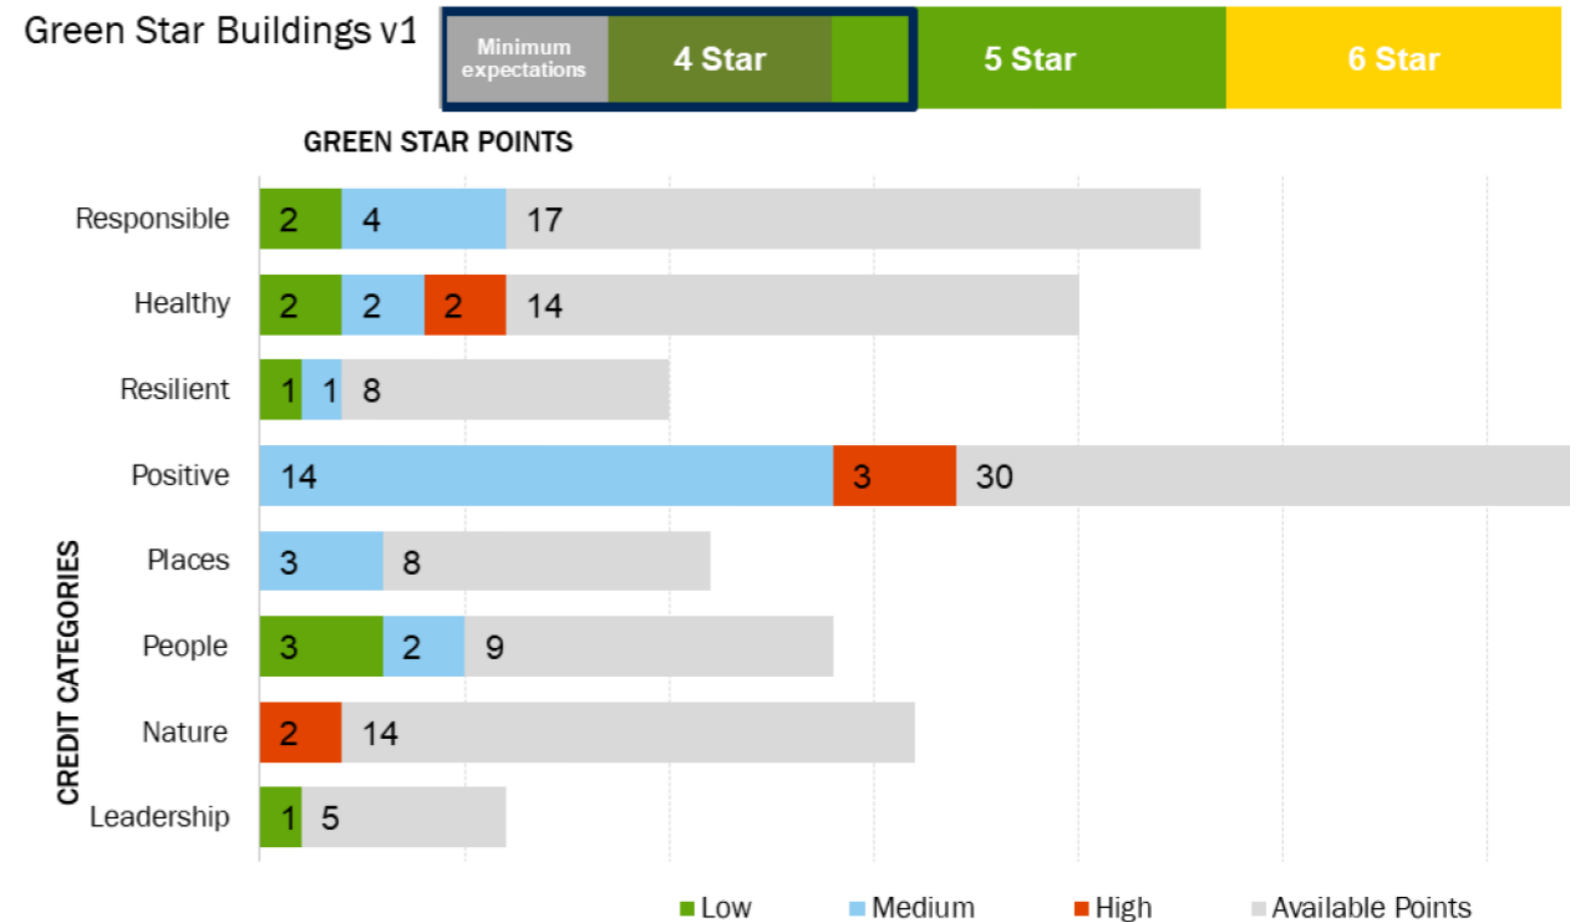 Green Star Buildings v1
Minimum
expectations
4 Star
5 Star
6 Star
GREEN STAR POINTS
CREDIT CATEGORIES
Responsible 2 4 17
Healthy 2 2 2 14
Resilient 1 1 8
Positive 14 3 30
Places 3 8
People 3 2 9
Nature 2 14
Leadership 1 5
Low Medium High Available Points